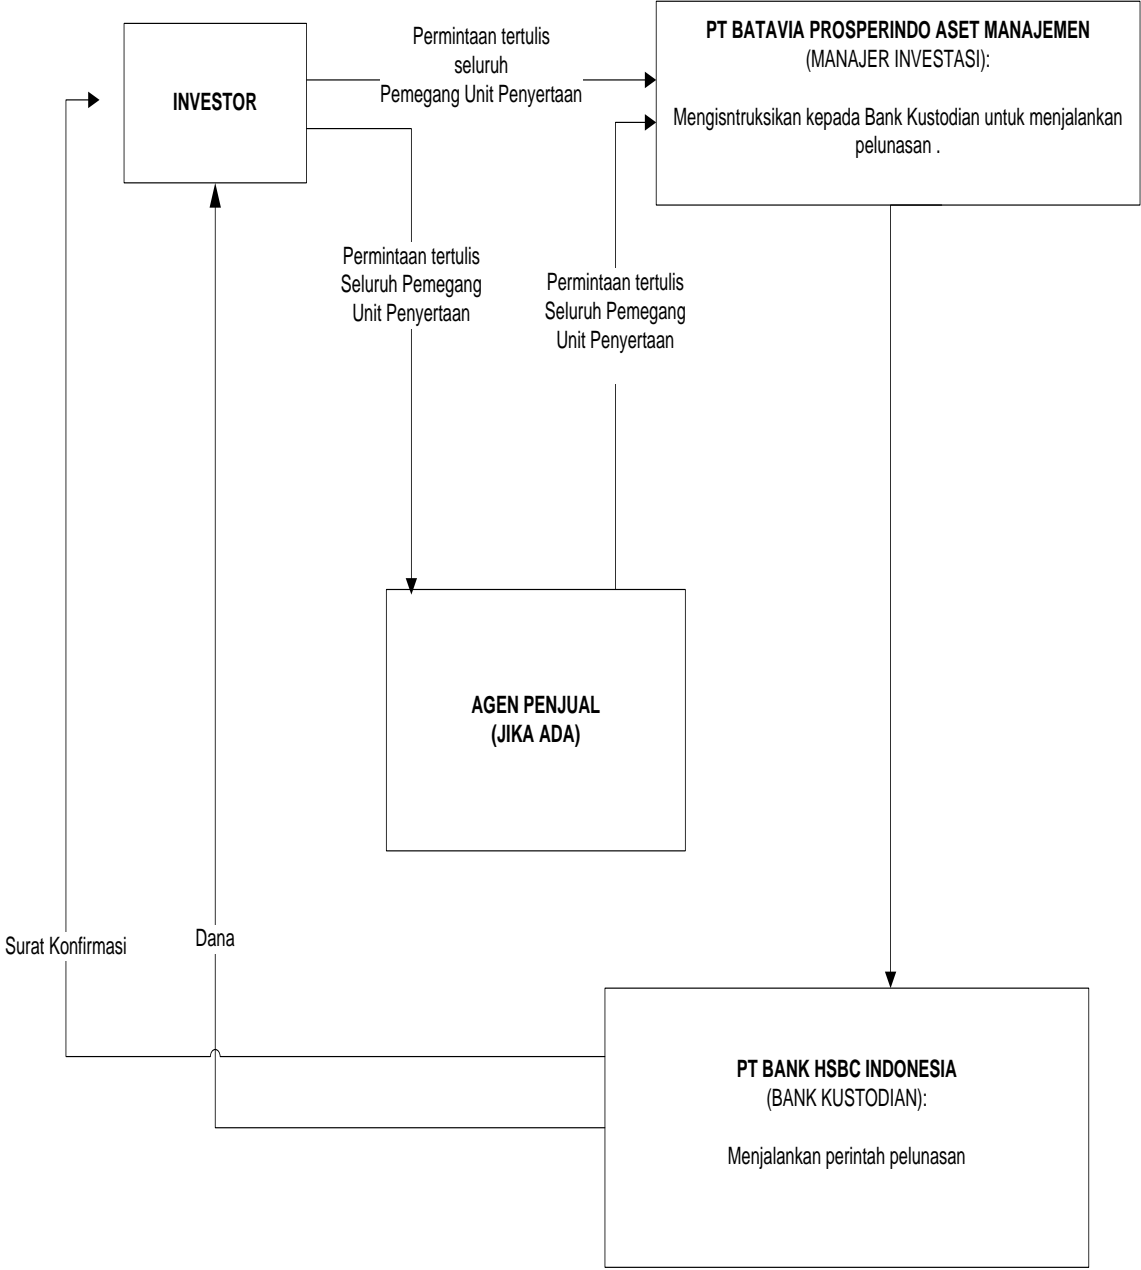 INVESTOR
Permintaan tertulis
seluruh
Pemegang Unit Penyertaan
PT BATAVIA PROSPERINDO ASET MANAJEMEN
(MANAJER INVESTASI):
Mengisntruksikan kepada Bank Kustodian untuk menjalankan
pelunasan .
Permintaan tertulis
Seluruh Pemegang
Unit Penyertaan
Permintaan tertulis
Seluruh Pemegang
Unit Penyertaan
AGEN PENJUAL
(JIKA ADA)
Surat Konfirmasi
Dana
PT BANK HSBC INDONESIA
(BANK KUSTODIAN):
Menjalankan perintah pelunasan